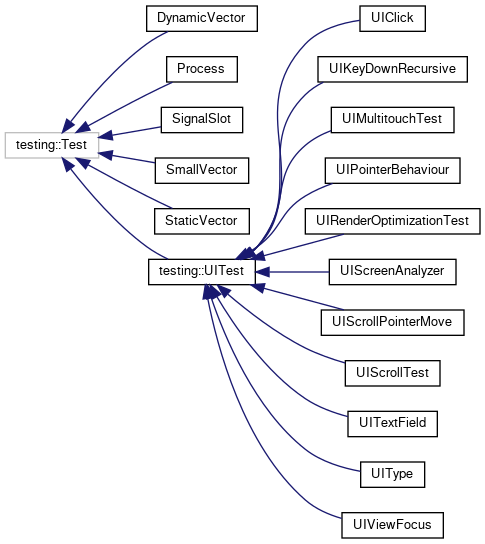 DynamicVector
UIClick
Process
UIKeyDownRecursive
SignalSlot
UIMultitouchTest
testing::Test
SmallVector
UIPointerBehaviour
StaticVector
UIRenderOptimizationTest
testing::UITest
UIScreenAnalyzer
UIScrollPointerMove
UIScrollTest
UITextField
UIType
UIViewFocus